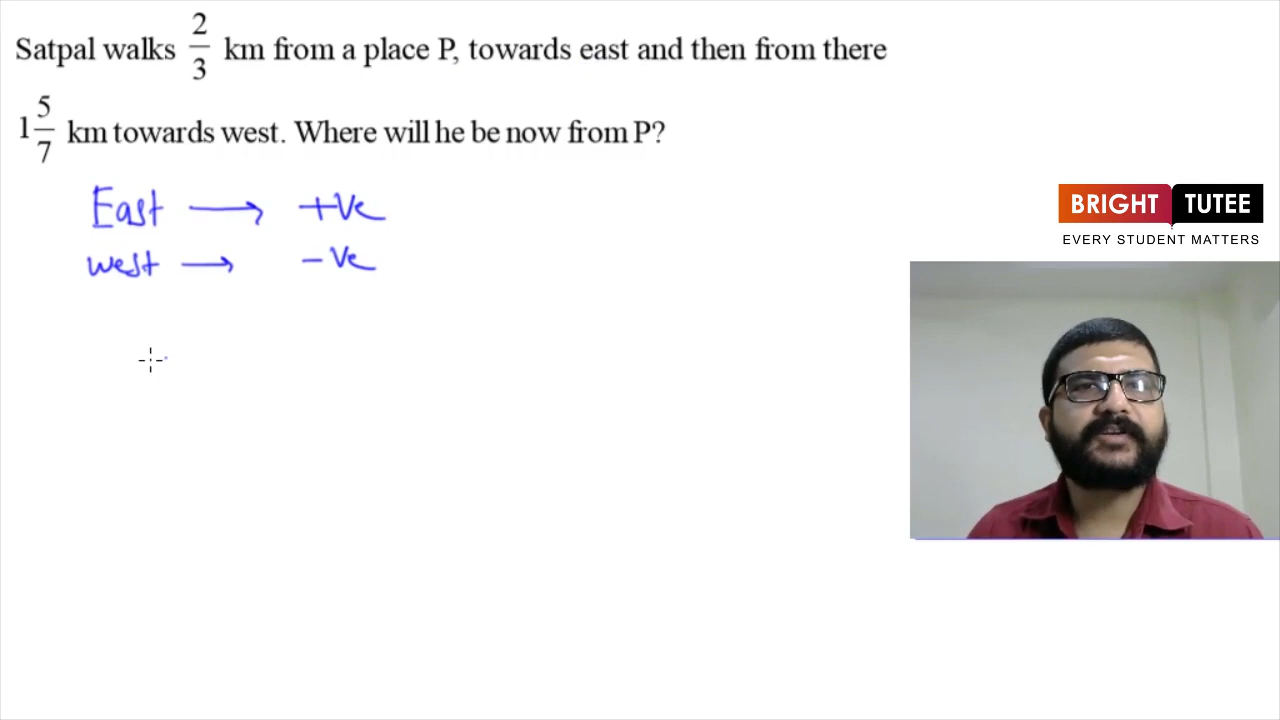 Satpal walks 2/3 km from a place P, towards east and then from there
1 5/7 km towards west. Where will he be now from P?
East → +ve
west → -ve
BRIGHT TUTEE
EVERY STUDENT MATTERS